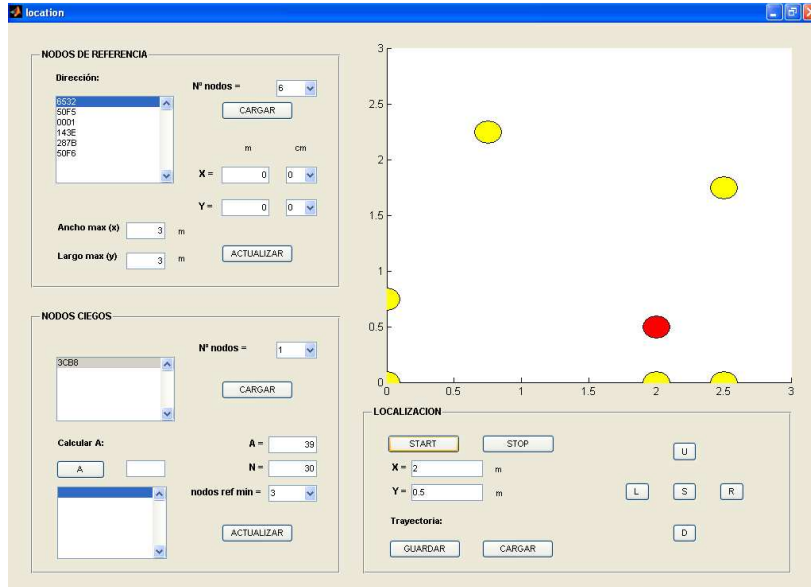 location
NODOS DE REFERENCIA
Dirección:
6532
50F5
0001
143E
287B
50F6
Nº nodos = 6
CARGAR
m cm
X = 0 0
Y = 0 0
Ancho max (x) 3 m
Largo max (y) 3 m
ACTUALIZAR
NODOS CIEGOS
3CB8
Nº nodos = 1
CARGAR
Calcular A:
A
A = 39
N = 30
nodos ref min = 3
ACTUALIZAR
3
2.5
2
1.5
1
0.5
0
0 0.5 1 1.5 2 2.5 3
LOCALIZACION
START STOP
X = 2 m
Y = 0.5 m
Trayectoria:
GUARDAR CARGAR
U
L S R
D